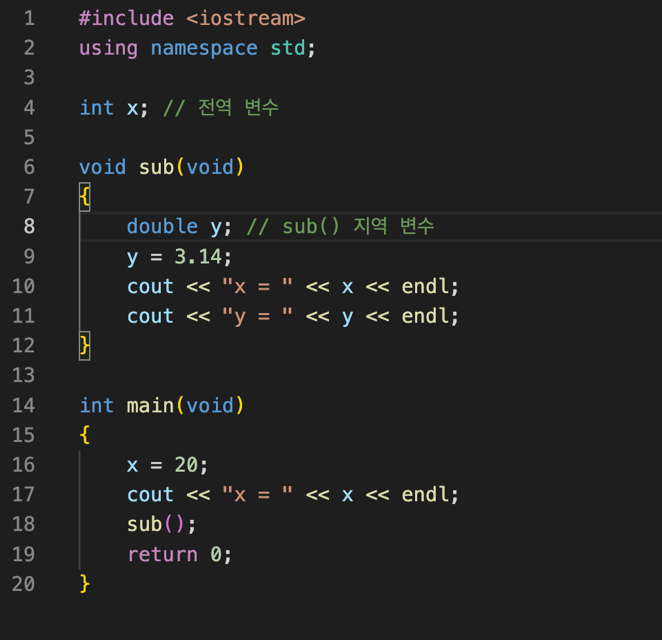 1 #include <iostream>
2 using namespace std;
3
4 int x; // 전역 변수
5
6 void sub(void)
7 {
8 double y; // sub() 지역 변수
9 y = 3.14;
10 cout << "x = " << x << endl;
11 cout << "y = " << y << endl;
12 }
13
14 int main(void)
15 {
16 x = 20;
17 cout << "x = " << x << endl;
18 sub();
19 return 0;
20 }